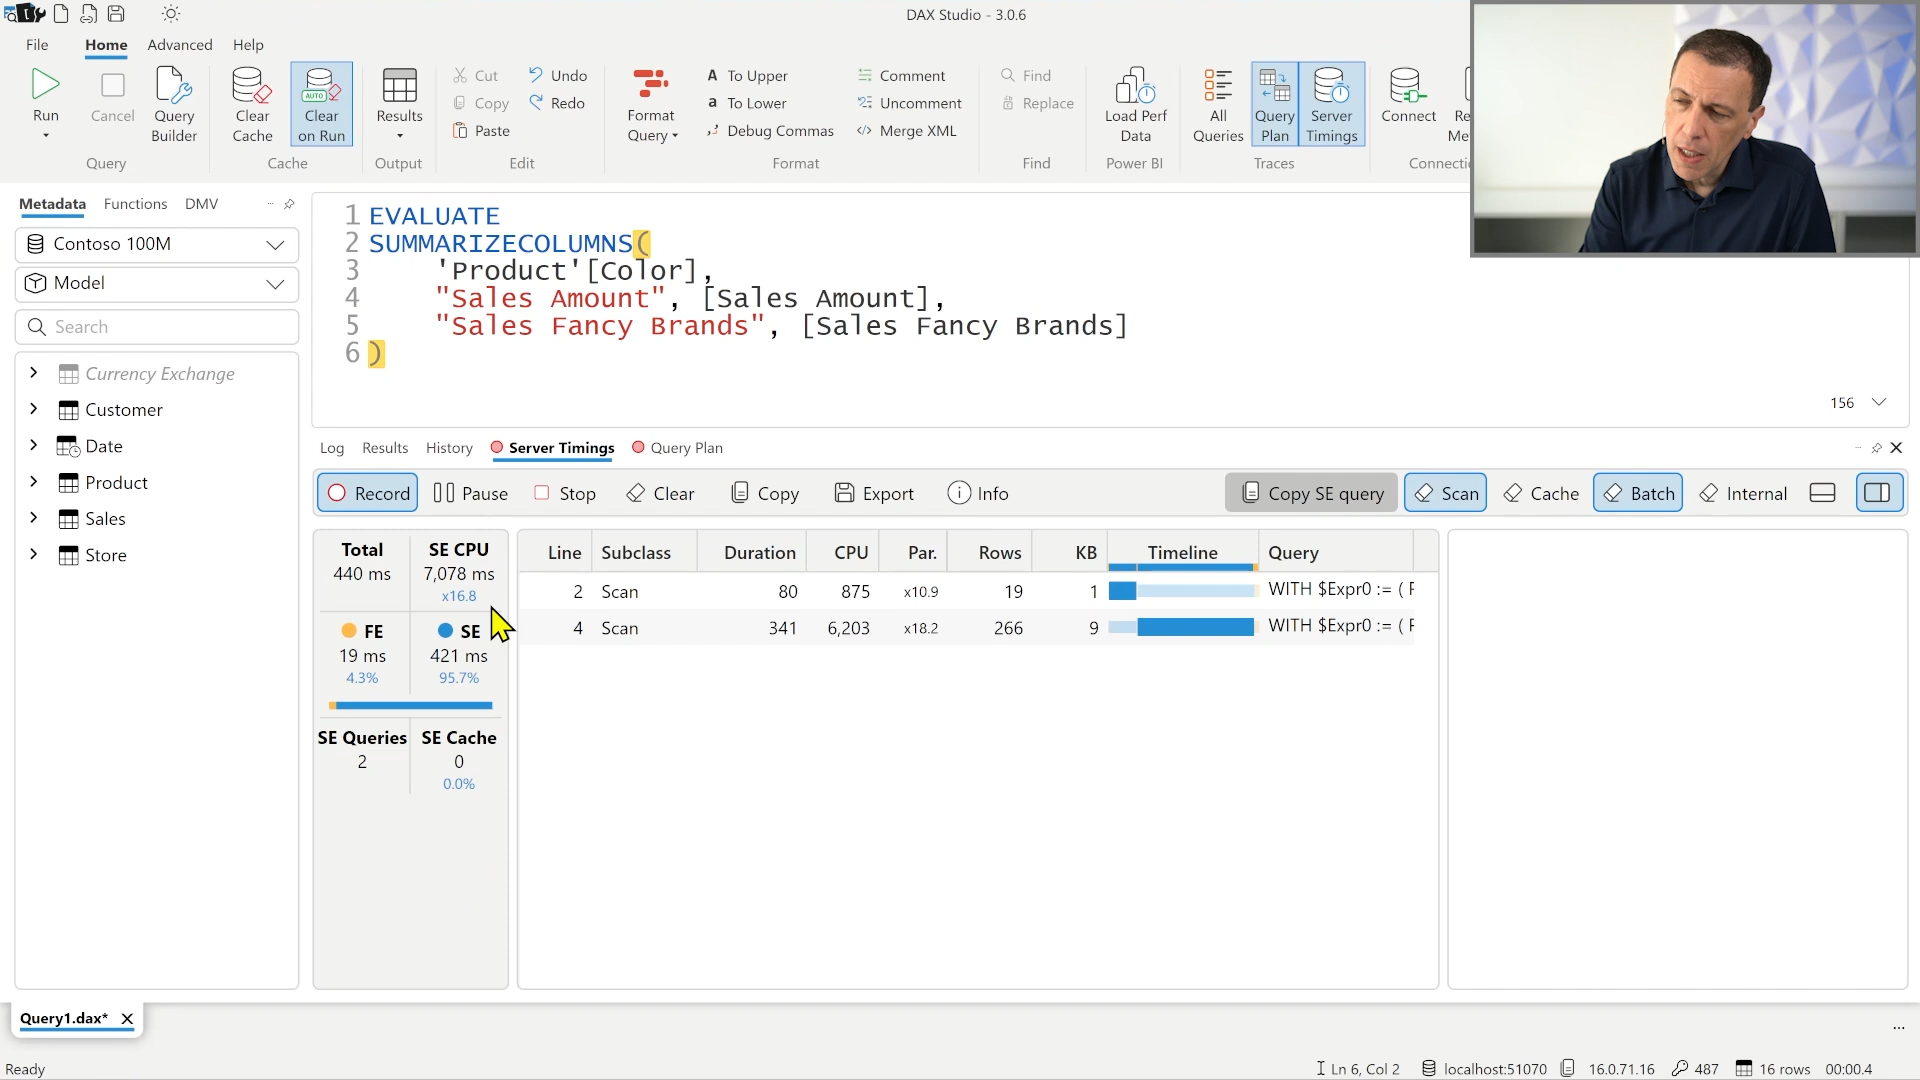 DAX Studio - 3.0.6
File Home Advanced Help
Run
Cancel
Query Builder
Query
Clear Cache
AUTO
Clear on Run
Cache
Results
Output
Cut
Copy
Paste
Undo
Redo
Edit
Format Query
A To Upper
a To Lower
Debug Commas
Comment
Uncomment
Merge XML
Format
Find
Replace
Find
Load Perf Data
Power BI
All Queries
Query Plan
Server Timings
Traces
Connect
Metadata Functions DMV
Contoso 100M
Model
Search
Currency Exchange
Customer
Date
Product
Sales
Store
1 EVALUATE
2 SUMMARIZECOLUMNS(
3 'Product'[Color],
4 "Sales Amount", [Sales Amount],
5 "Sales Fancy Brands", [Sales Fancy Brands]
6 )
156
Log Results History Server Timings Query Plan
Record Pause Stop Clear Copy Export Info Copy SE query Scan Cache Batch Internal
Total SE CPU
440 ms 7,078 ms
x16.8
FE SE
19 ms 421 ms
4.3% 95.7%
SE Queries SE Cache
2 0
0.0%
Line Subclass Duration CPU Par. Rows KB Timeline Query
2 Scan 80 875 x10.9 19 1 WITH $Expr0 := (
4 Scan 341 6,203 x18.2 266 9 WITH $Expr0 := (
Query1.dax*
Ready
Ln 6, Col 2 localhost:51070 16.0.71.16 487 16 rows 00:00.4